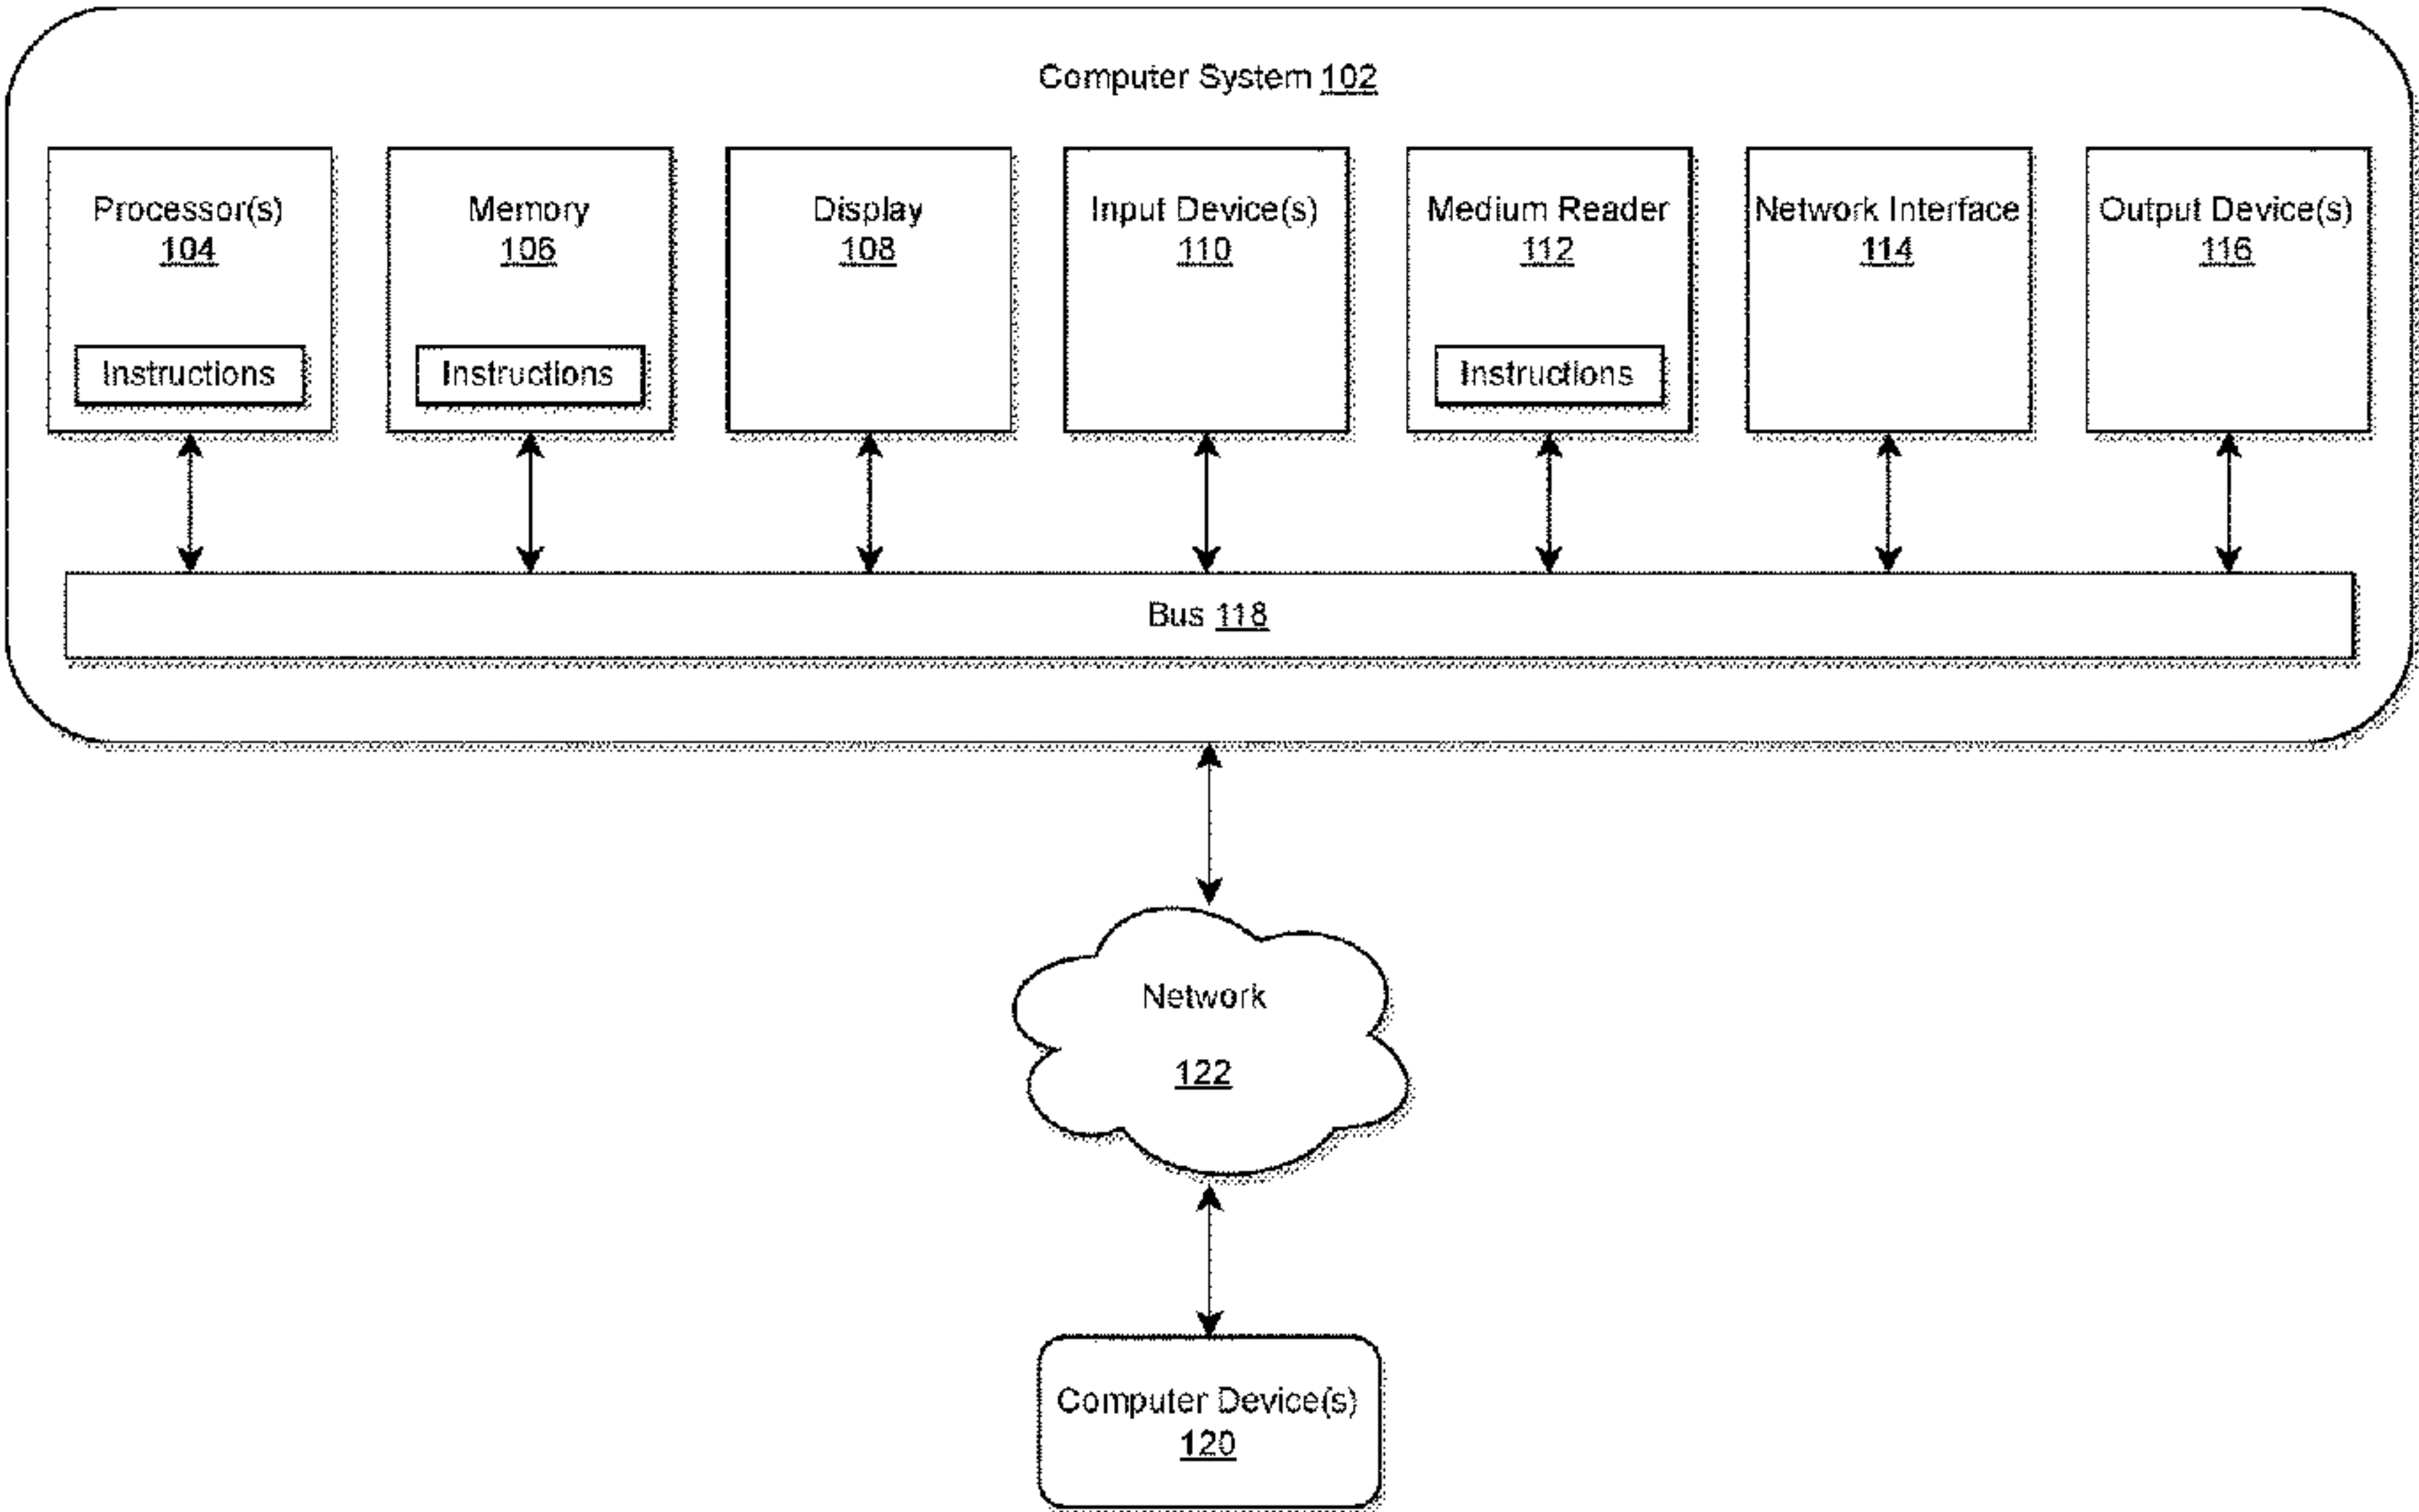 Computer System 102
Processor(s)
104
Instructions
Memory
106
Instructions
Display
108
Input Device(s)
110
Medium Reader
112
Instructions
Network Interface
114
Output Device(s)
116
Bus 118
Network
122
Computer Device(s)
120